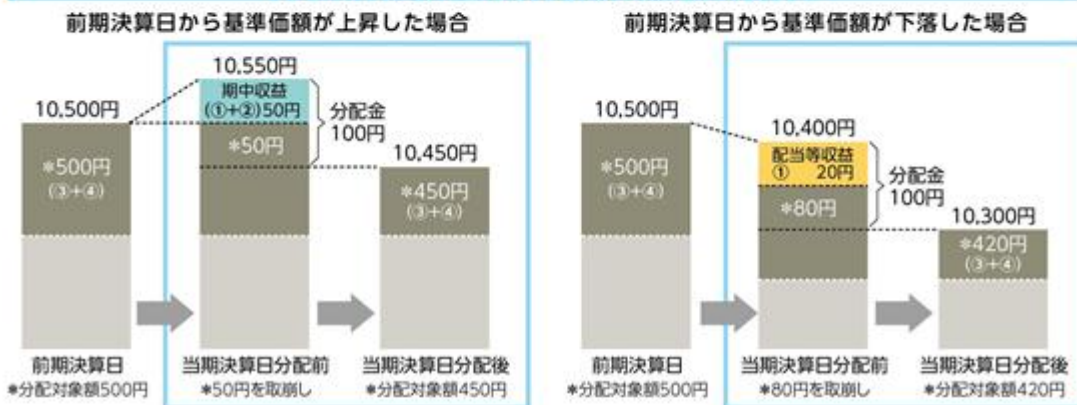 前期決算日から基準価額が上昇した場合
10,550円
期中収益
(①+②)50円
10,500円
分配金
100円
*50円
10,450円
*500円
(③+④)
*450円
(③+④)
前期決算日
*分配対象額500円
当期決算日分配前
*50円を取崩し
当期決算日分配後
*分配対象額450円
前期決算日から基準価額が下落した場合
10,500円
10,400円
配当等収益
① 20円
*500円
(③+④)
分配金
100円
*80円
10,300円
*420円
(③+④)
前期決算日
*分配対象額500円
当期決算日分配前
*80円を取崩し
当期決算日分配後
*分配対象額420円